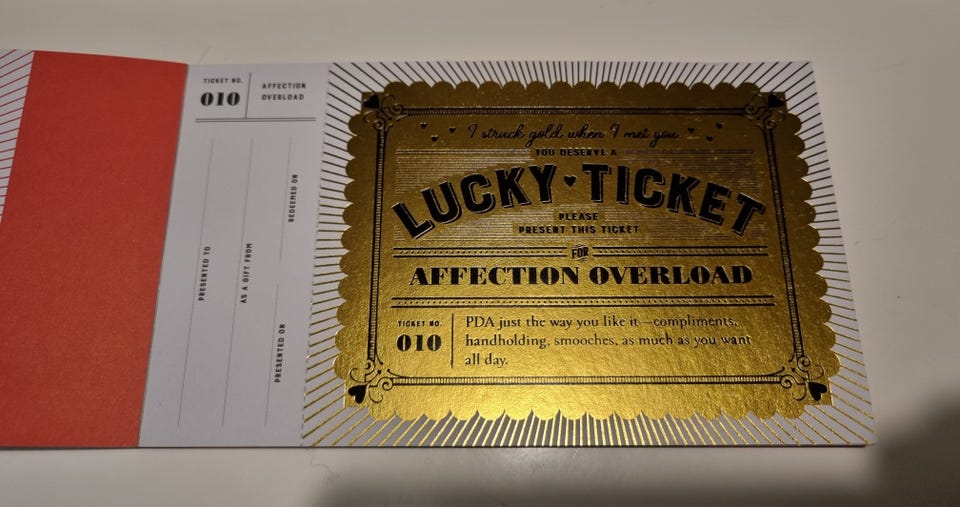 TICKET NO.
010
AFFECTION
OVERLOAD
PRESENTED TO
AS A GIFT FROM
PRESENTED ON
REDEEMED ON
I struck gold when I met you
YOU DESERVE A
LUCKY TICKET
PLEASE
PRESENT THIS TICKET
FOR
AFFECTION OVERLOAD
TICKET NO.
010
PDA just the way you like it—compliments,
handholding, smooches, as much as you want
all day.